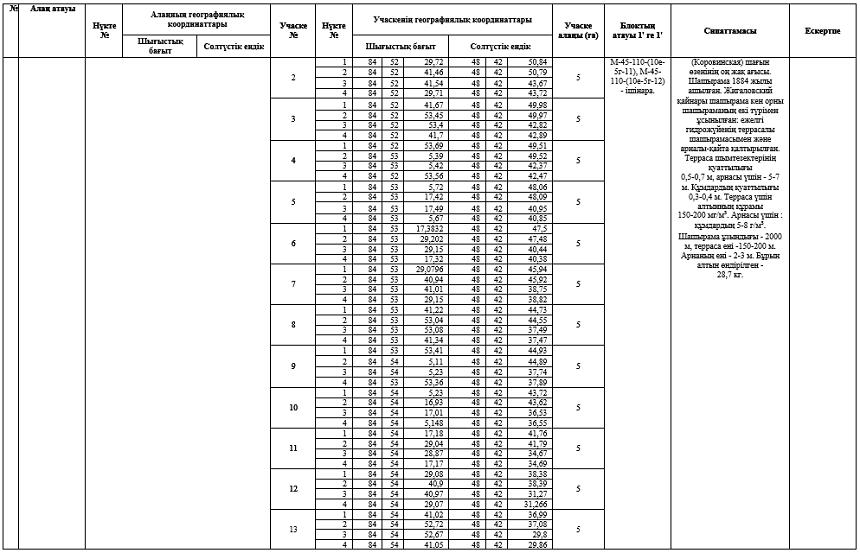 №
Алаң атауы
Нүкте №
Алаңның географиялық координаттары
Шығыстық бағыт
Солтүстік ендік
Учаске №
Нүкте №
Учаскенің географиялық координаттары
Шығыстық бағыт
Солтүстік ендік
Учаске алаңы (га)
Блоктың атауы 1' ге 1'
Сипаттамасы
Ескертпе
2
1 84 52 29,72 48 42 50,84
2 84 52 41,46 48 42 50,79
3 84 52 41,54 48 42 43,67
4 84 52 29,71 48 42 43,72
5
3
1 84 52 41,67 48 42 49,98
2 84 52 53,45 48 42 49,97
3 84 52 53,4 48 42 42,82
4 84 52 41,7 48 42 42,89
5
4
1 84 52 53,69 48 42 49,51
2 84 53 5,39 48 42 49,52
3 84 53 5,42 48 42 42,37
4 84 52 53,56 48 42 42,47
5
5
1 84 53 5,72 48 42 48,06
2 84 53 17,42 48 42 48,09
3 84 53 17,49 48 42 40,95
4 84 53 5,67 48 42 40,85
5
6
1 84 53 17,3832 48 42 47,5
2 84 53 29,202 48 42 47,48
3 84 53 29,15 48 42 40,44
4 84 53 17,32 48 42 40,38
5
7
1 84 53 29,0796 48 42 45,94
2 84 53 40,94 48 42 45,92
3 84 53 41,01 48 42 38,75
4 84 53 29,15 48 42 38,82
5
8
1 84 53 41,22 48 42 44,73
2 84 53 53,04 48 42 44,55
3 84 53 53,08 48 42 37,49
4 84 53 41,34 48 42 37,47
5
9
1 84 53 53,41 48 42 44,93
2 84 54 5,11 48 42 44,89
3 84 54 5,23 48 42 37,74
4 84 53 53,36 48 42 37,89
5
10
1 84 54 5,23 48 42 43,72
2 84 54 16,93 48 42 43,62
3 84 54 17,01 48 42 36,53
4 84 54 5,148 48 42 36,55
5
11
1 84 54 17,18 48 42 41,76
2 84 54 29,04 48 42 41,79
3 84 54 28,87 48 42 34,67
4 84 54 17,17 48 42 34,69
5
12
1 84 54 29,08 48 42 38,38
2 84 54 40,9 48 42 38,39
3 84 54 40,97 48 42 31,27
4 84 54 29,07 48 42 31,266
5
13
1 84 54 41,02 48 42 36,99
2 84 54 52,72 48 42 37,08
3 84 54 52,67 48 42 29,8
4 84 54 41,05 48 42 29,86
5
М-45-110-(10е-
5г-11), М-45-
110-(10е-5г-12)
- ішінара.
(Коровинская) шағын
өзенінің оң жақ ағысы.
Шашырама 1884 жылы
ашылған. Жигаловский
қайнары шашырама кен орны
шашыраманың екі түрімен
ұсынылған: ежелгі
гидрожүйенің террасалы
шашырамасымен және
арналы-қайта қалтырылған.
Терраса шымтезектерінің
қуаттылығы
0,5-0,7 м, арнасы үшін - 5-7
м. Құмдардың қуаттылығы
0,3-0,4 м. Терраса үшін
алтынның құрамы
150-200 мг/м³. Арнасы үшін :
құмдардың 5-8 г/м³.
Шашырама ұзындығы - 2000
м, терраса ені -150-200 м.
Арнаның ені - 2-3 м. Бұрын
алтын өндірілген -
28,7 кг.